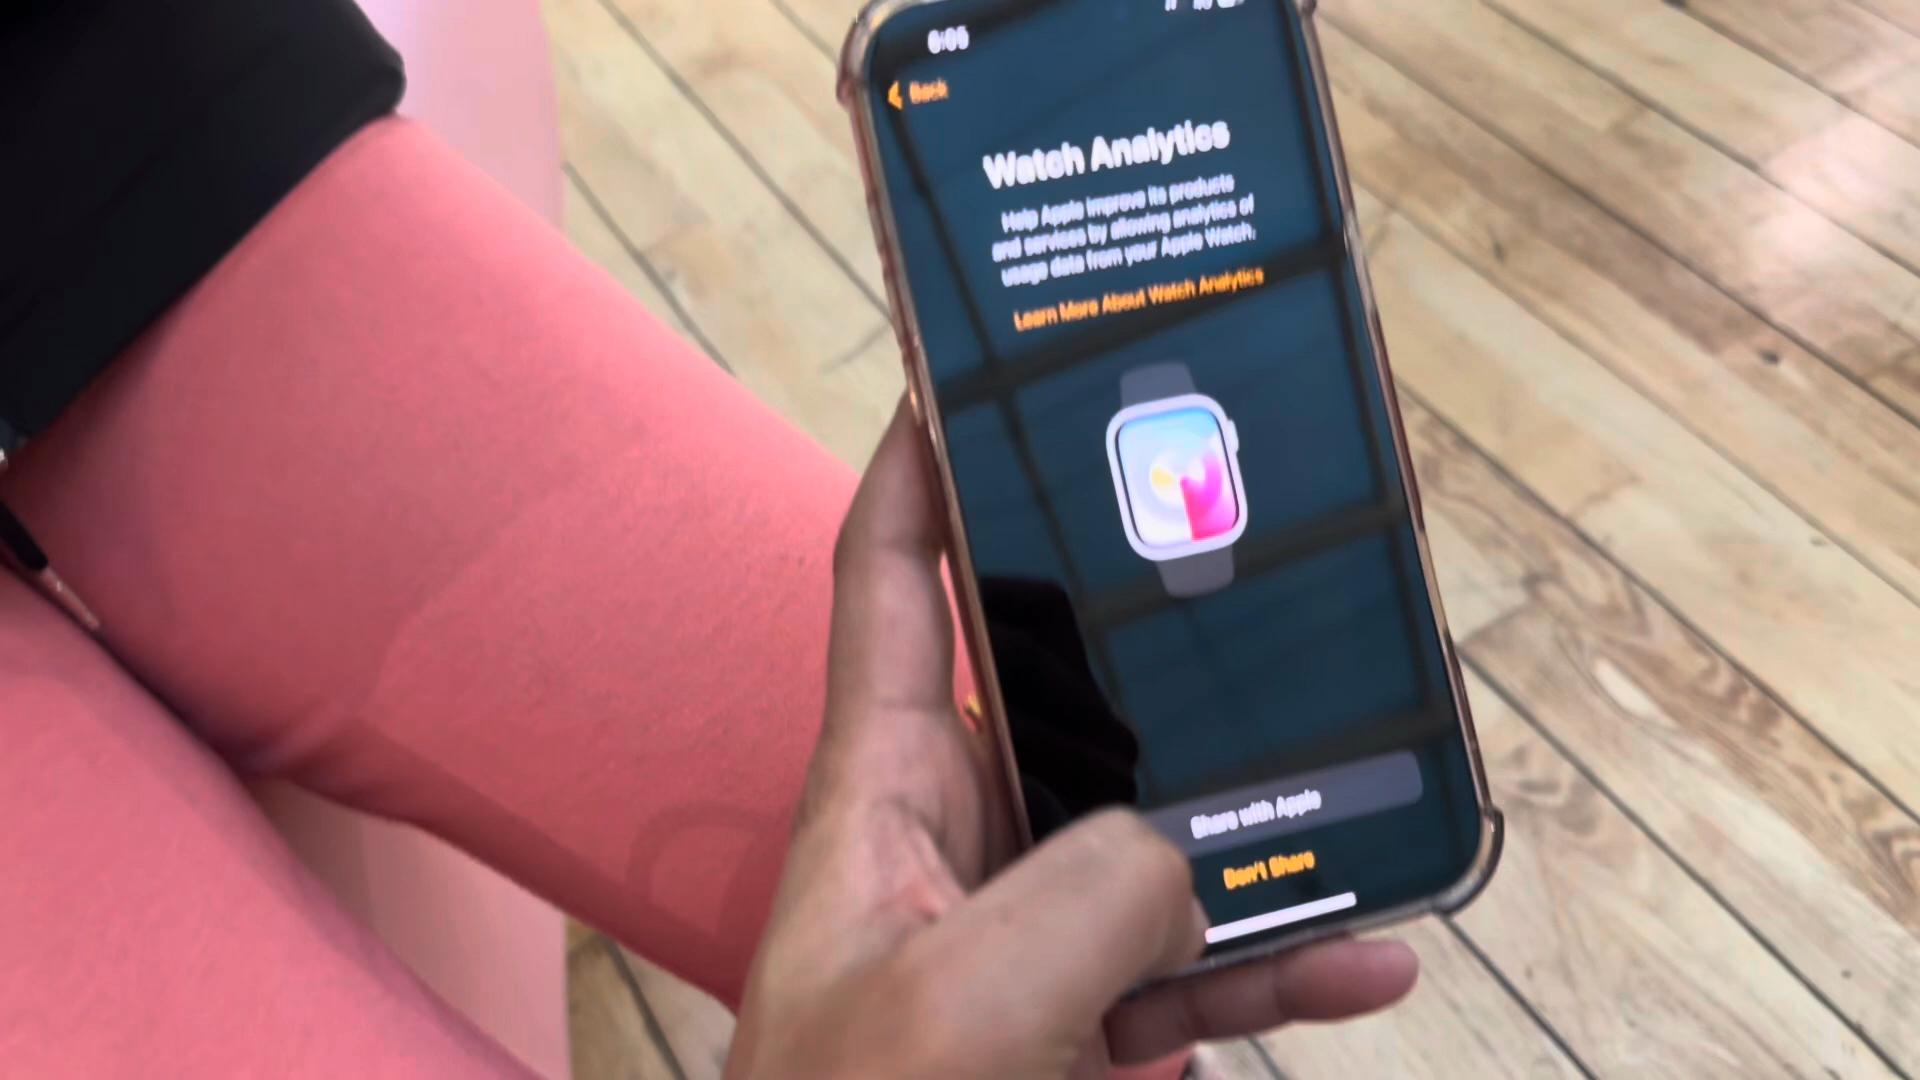 6:05
Back
Watch Analytics
Help Apple improve its products
and services by allowing analytics of
usage data from your Apple Watch.
Learn More About Watch Analytics
Share with Apple
Don't Share